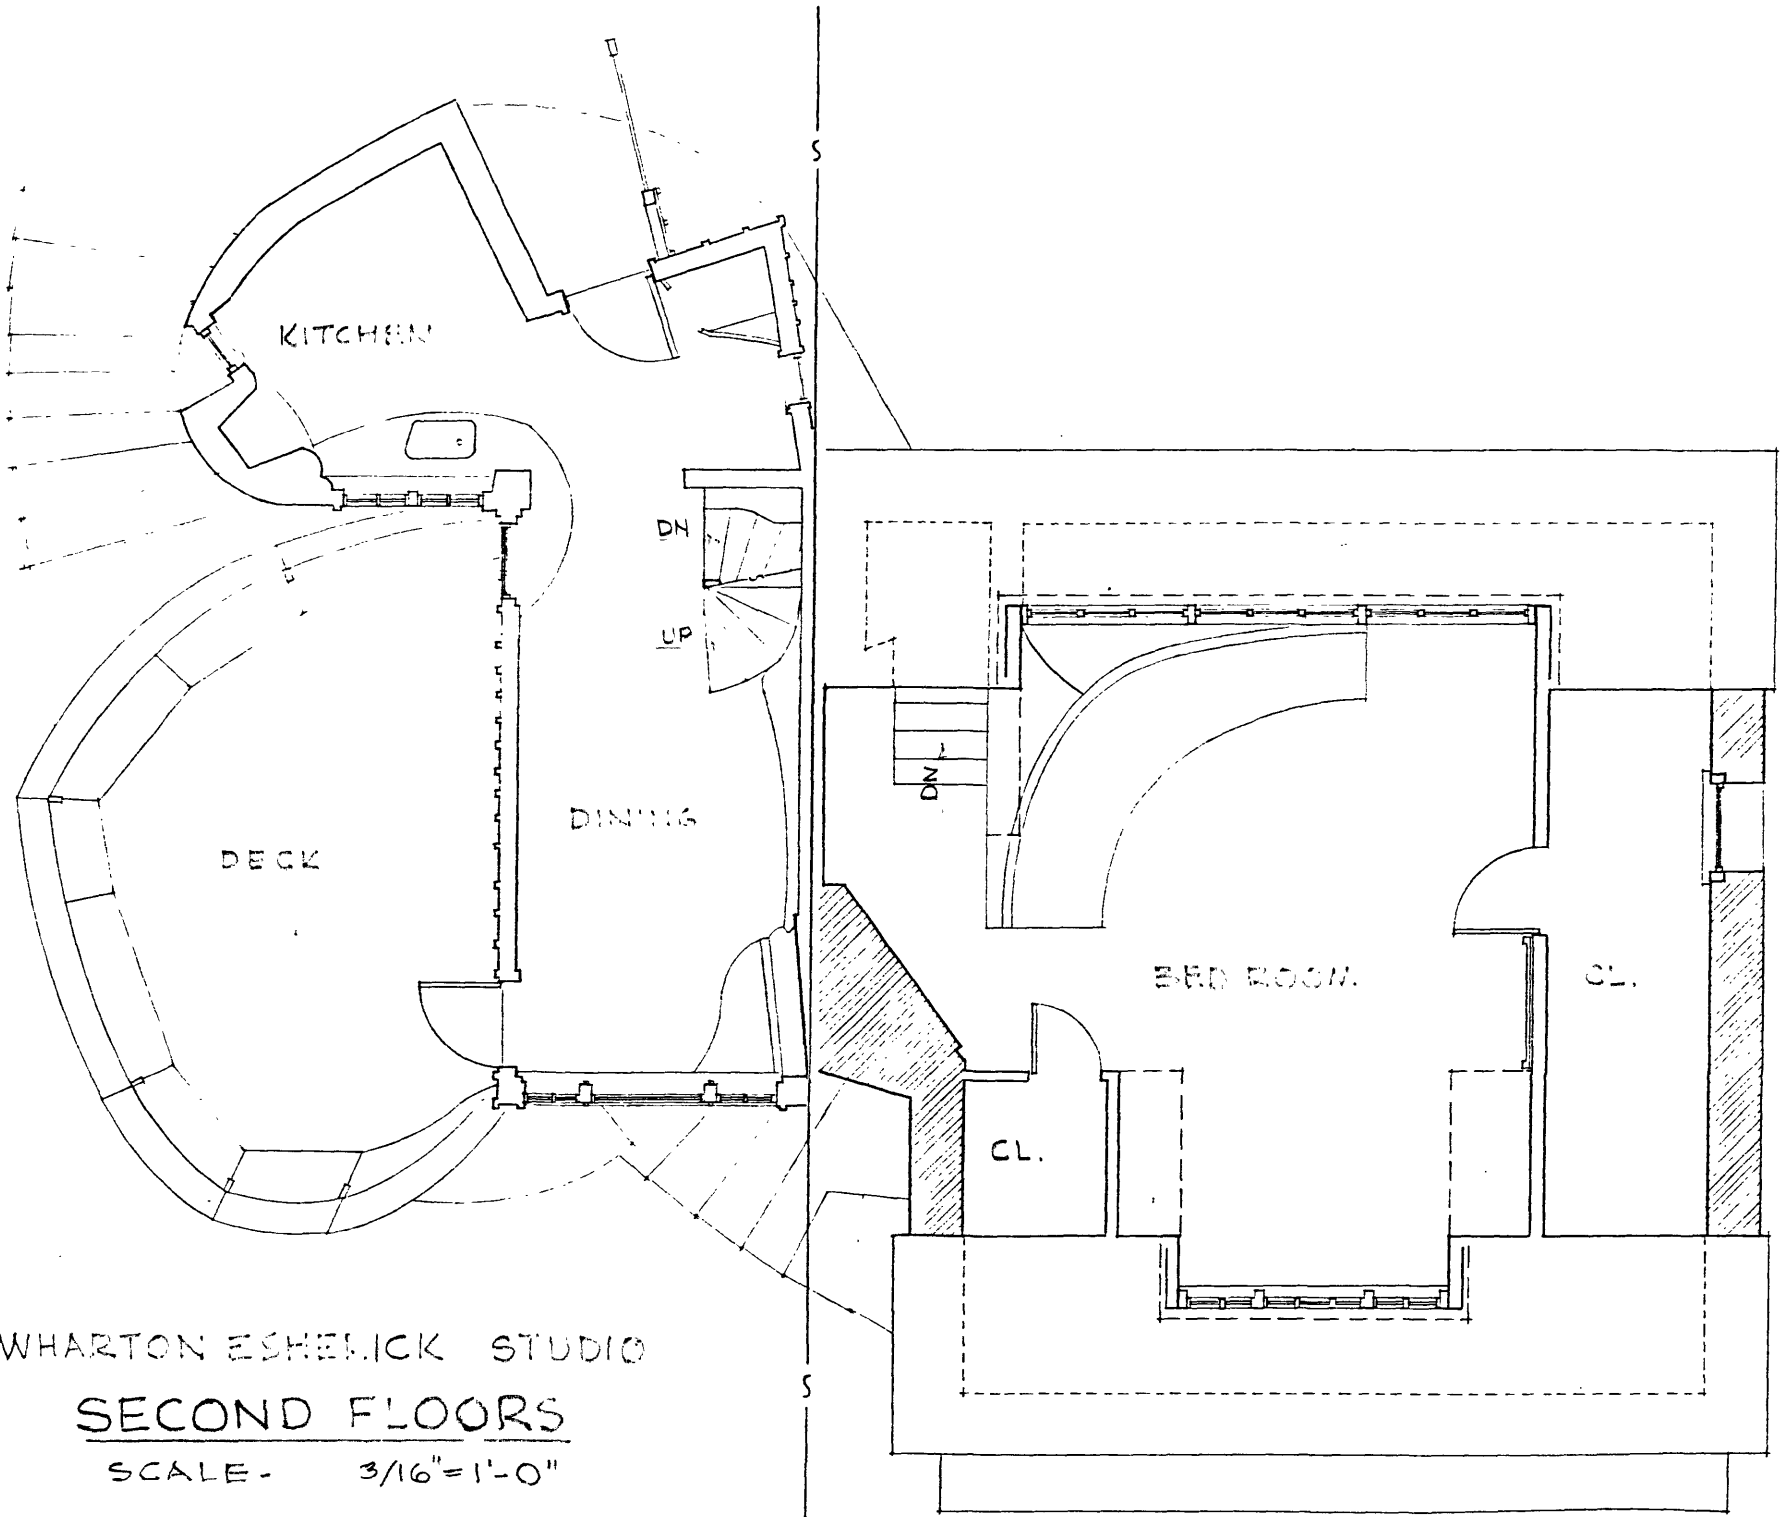 S
KITCHEN
DN
UP
DN
DINING
DECK
BED ROOM
CL.
CL.
WHARTON ESHERICK STUDIO
S
SECOND FLOORS
SCALE- 3/16"=1'-0"